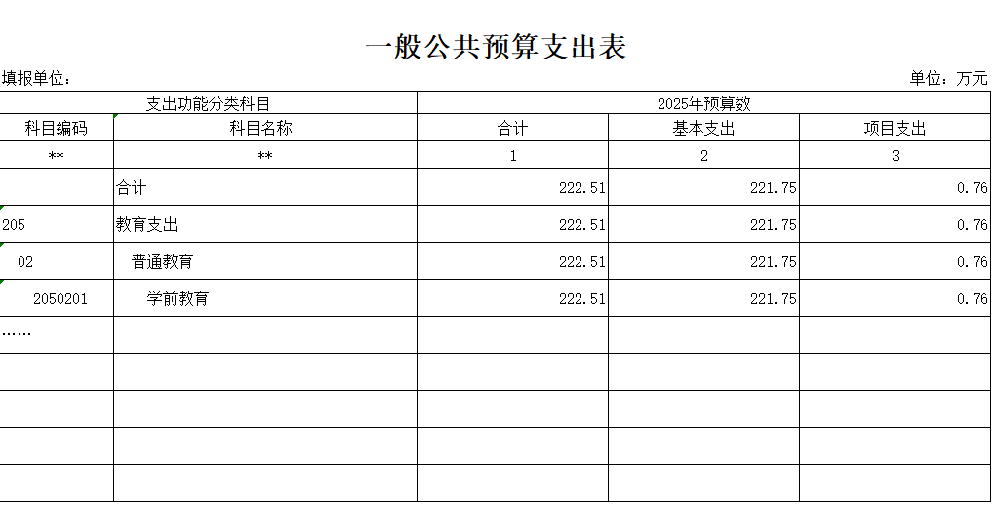 一般公共预算支出表
填报单位: 单位：万元
支出功能分类科目 2025年预算数
科目编码 科目名称 合计 基本支出 项目支出
** ** 1 2 3
合计 222.51 221.75 0.76
205 教育支出 222.51 221.75 0.76
02 普通教育 222.51 221.75 0.76
2050201 学前教育 222.51 221.75 0.76
……